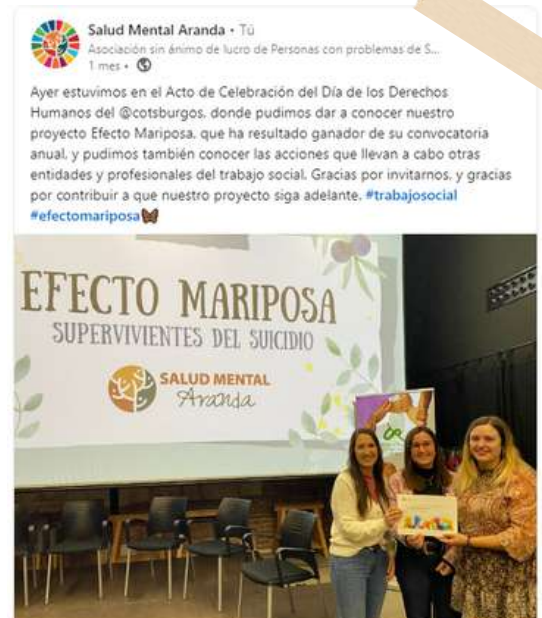 Salud Mental Aranda • Tú
Asociación sin ánimo de lucro de Personas con problemas de S...
1 mes •
Ayer estuvimos en el Acto de Celebración del Día de los Derechos
Humanos del @cotsburgos, donde pudimos dar a conocer nuestro
proyecto Efecto Mariposa, que ha resultado ganador de su convocatoria
anual, y pudimos también conocer las acciones que llevan a cabo otras
entidades y profesionales del trabajo social. Gracias por invitarnos, y gracias
por contribuir a que nuestro proyecto siga adelante. #trabajosocial
#efectomariposa
EFECTO MARIPOSA
SUPERVIVIENTES DEL SUICIDIO
SALUD MENTAL
Aranda